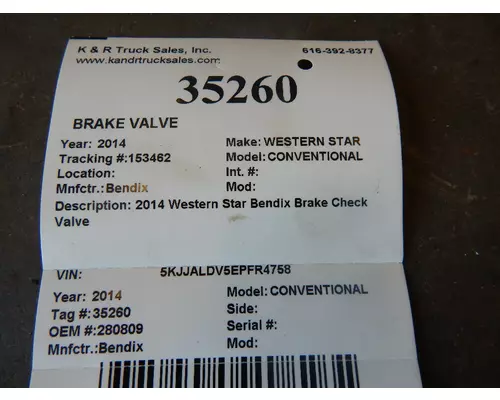 K & R Truck Sales, Inc. 616-392-8377
www.kandrtrucksales.com
35260
BRAKE VALVE
Year: 2014 Make: WESTERN STAR
Tracking #:153462 Model: CONVENTIONAL
Location: Int. #:
Mnfctr.:Bendix Mod:
Description: 2014 Western Star Bendix Brake Check
Valve
VIN: 5KJJALDV5EPFR4758
Year: 2014 Model: CONVENTIONAL
Tag #:35260 Side:
OEM #:280809 Serial #:
Mnfctr.:Bendix Mod: